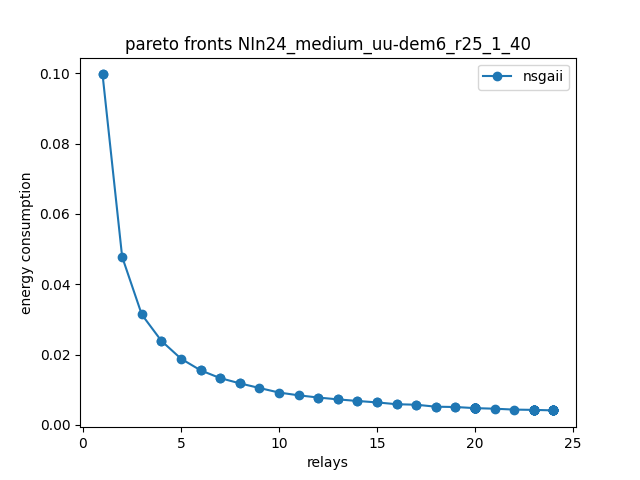 pareto fronts NIn24_medium_uu-dem6_r25_1_40
nsgaii
0.10
0.08
0.06
0.04
0.02
0.00
energy consumption
0 5 10 15 20 25
relays